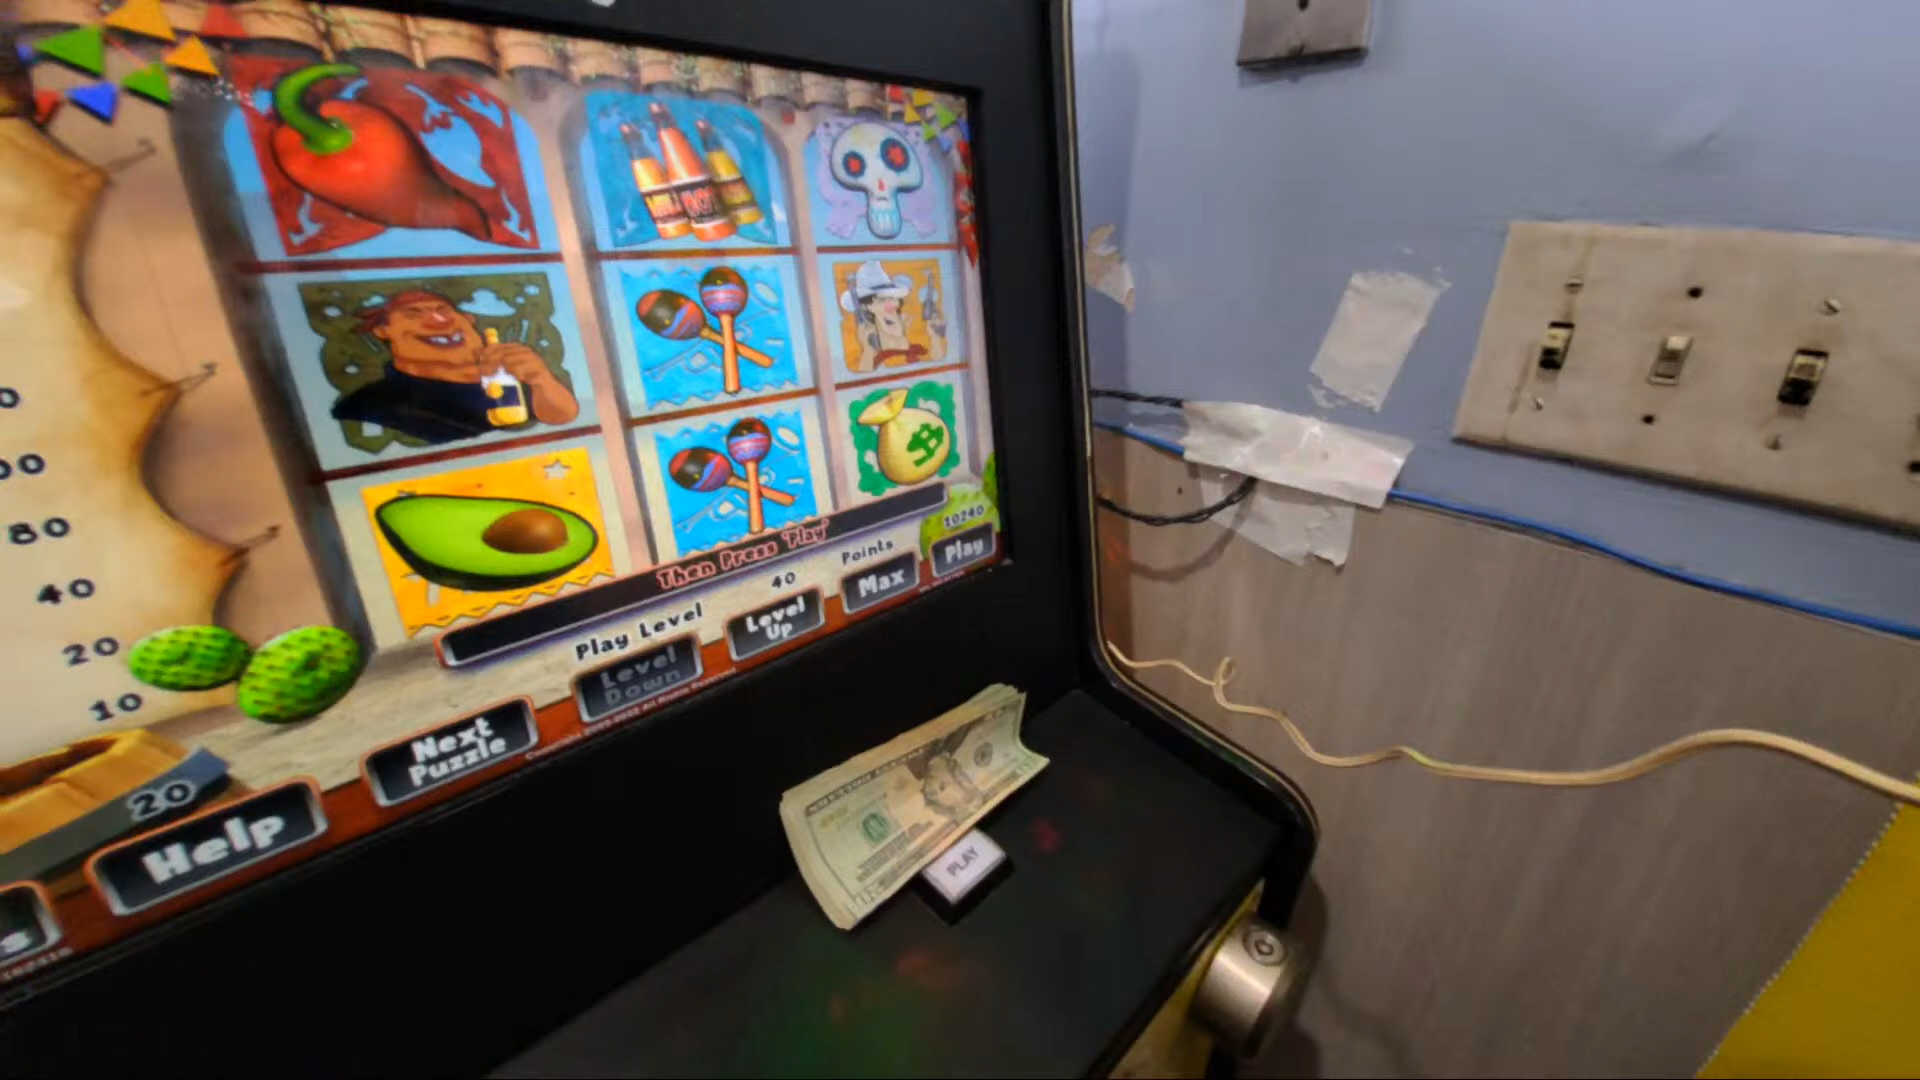 HOT
0
00
80
40
20
10
20
Then Press 'Play'
Play Level
40
Points
10240
Help
Next
Puzzle
Level
Down
Level
Up
Max
Play
s
PLAY